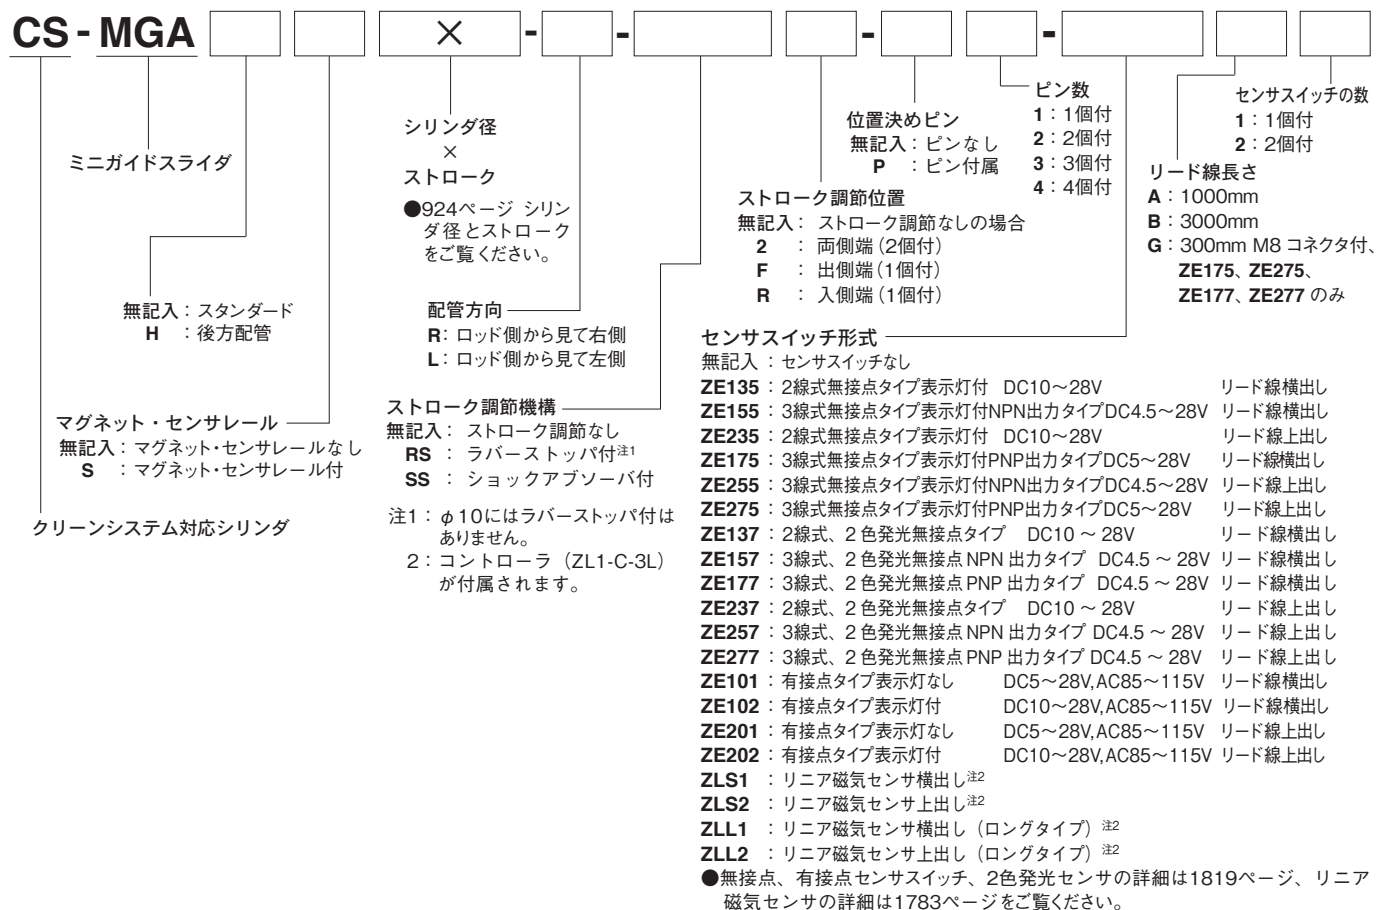 CS - MGA × - - - -
ピン数
1：1個付
2：2個付
3：3個付
4：4個付
センサスイッチの数
1：1個付
2：2個付
位置決めピン
無記入：ピンなし
P ：ピン付属
シリンダ径
×
ストローク
●924ページ シリン
ダ径とストローク
をご覧ください。
ミニガイドスライダ
リード線長さ
A：1000mm
B：3000mm
G：300mm M8 コネクタ付、
ZE175、ZE275、
ZE177、ZE277 のみ
ストローク調節位置
無記入： ストローク調節なしの場合
2 ： 両側端（2個付）
F ： 出側端（1個付）
R ： 入側端（1個付）
無記入：スタンダード
H ：後方配管
配管方向
R：ロッド側から見て右側
L：ロッド側から見て左側
マグネット・センサレール
無記入：マグネット・センサレールなし
S ：マグネット・センサレール付
ストローク調節機構
無記入： ストローク調節なし
RS ： ラバーストッパ付注1
SS ： ショックアブソーバ付
注1：φ10にはラバーストッパ付は
ありません。
2：コントローラ（ZL1-C-3L）
が付属されます。
クリーンシステム対応シリンダ
センサスイッチ形式
無記入：センサスイッチなし
ZE135：2線式無接点タイプ表示灯付 DC10～28V リード線横出し
ZE155：3線式無接点タイプ表示灯付NPN出力タイプDC4.5～28V リード線横出し
ZE235：2線式無接点タイプ表示灯付 DC10～28V リード線上出し
ZE175：3線式無接点タイプ表示灯付PNP出力タイプDC5～28V リード線横出し
ZE255：3線式無接点タイプ表示灯付NPN出力タイプDC4.5～28V リード線上出し
ZE275：3線式無接点タイプ表示灯付PNP出力タイプDC5～28V リード線上出し
ZE137：2線式、2色発光無接点タイプ DC10 ～ 28V リード線横出し
ZE157：3線式、2色発光無接点 NPN 出力タイプ DC4.5 ～ 28V リード線横出し
ZE177：3線式、2色発光無接点 PNP 出力タイプ DC4.5 ～ 28V リード線横出し
ZE237：2線式、2色発光無接点タイプ DC10 ～ 28V リード線上出し
ZE257：3線式、2色発光無接点 NPN 出力タイプ DC4.5 ～ 28V リード線上出し
ZE277：3線式、2色発光無接点 PNP 出力タイプ DC4.5 ～ 28V リード線上出し
ZE101：有接点タイプ表示灯なし DC5～28V,AC85～115V リード線横出し
ZE102：有接点タイプ表示灯付 DC10～28V,AC85～115V リード線横出し
ZE201：有接点タイプ表示灯なし DC5～28V,AC85～115V リード線上出し
ZE202：有接点タイプ表示灯付 DC10～28V,AC85～115V リード線上出し
ZLS1 ：リニア磁気センサ横出し注2
ZLS2 ：リニア磁気センサ上出し注2
ZLL1 ：リニア磁気センサ横出し（ロングタイプ）注2
ZLL2 ：リニア磁気センサ上出し（ロングタイプ）注2
●無接点、有接点センサスイッチ、2色発光センサの詳細は1819ページ、リニア
磁気センサの詳細は1783ページをご覧ください。